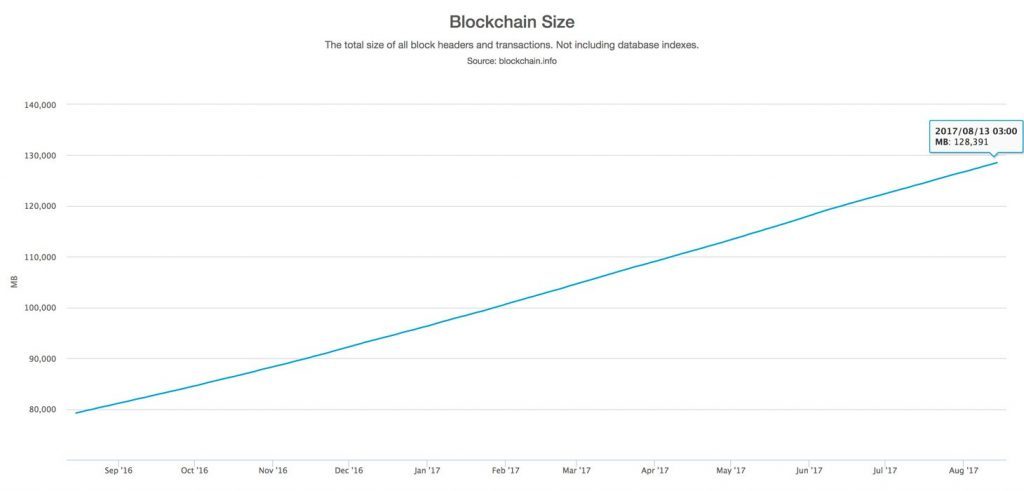 Blockchain Size
The total size of all block headers and transactions. Not including database indexes.
Source: blockchain.info
140,000
130,000
120,000
110,000
100,000
90,000
80,000
MB
2017/08/13 03:00
MB: 128,391
Sep '16
Oct '16
Nov '16
Dec '16
Jan '17
Feb '17
Mar '17
Apr '17
May '17
Jun '17
Jul '17
Aug '17